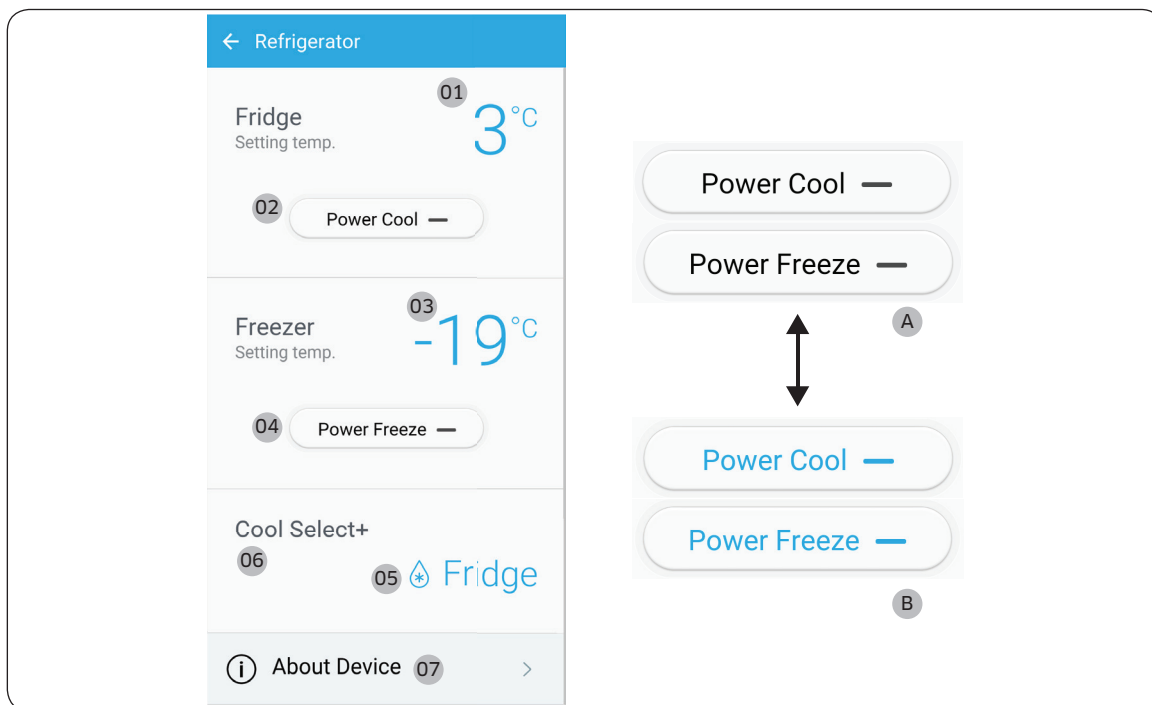 ← Refrigerator
01
Fridge
3°C
Setting temp.
02
Power Cool —
03
Freezer
-19°C
Setting temp.
04
Power Freeze —
Cool Select+
06
05
Fridge
About Device
07
>
Power Cool —
Power Freeze —
A
Power Cool —
Power Freeze —
B